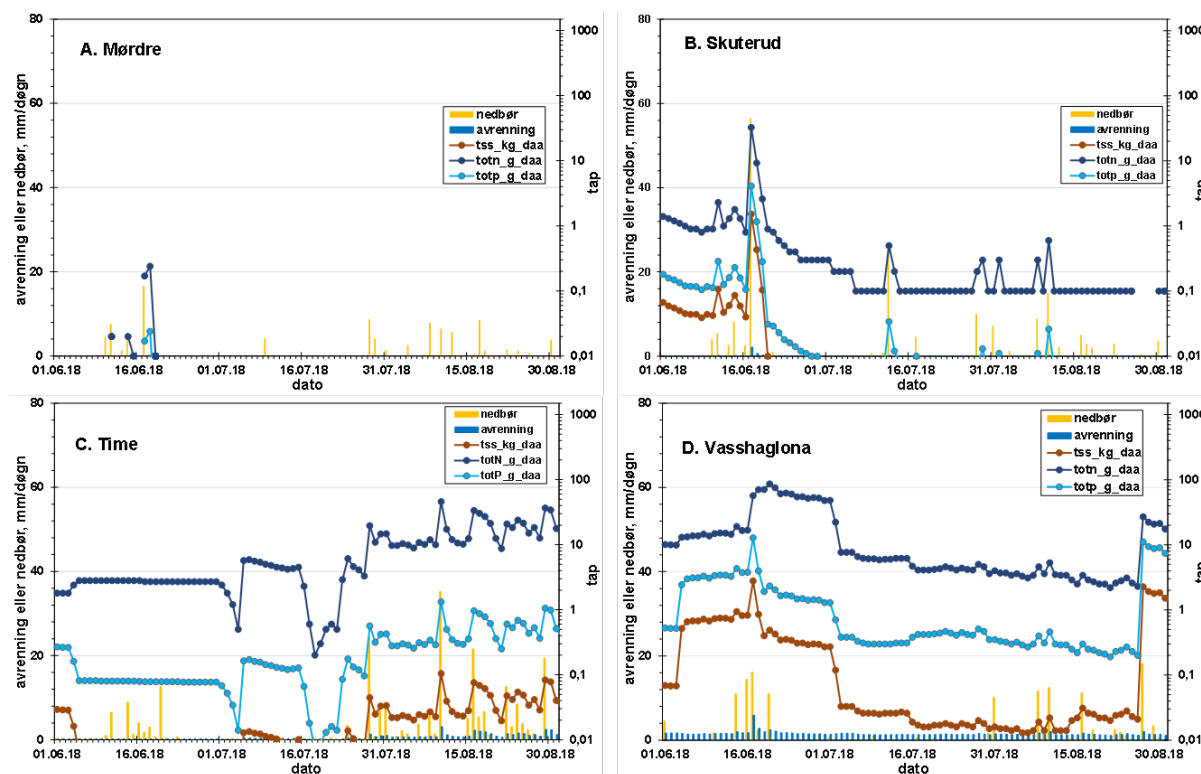 A. Mørdre
avrenning eller nedbør, mm/døgn
80
60
40
20
0
1000
100
10
1
0,1
0,01
tap
nedbør
avrenning
tss_kg_daa
totn_g_daa
totp_g_daa
01.06.18 16.06.18 01.07.18 16.07.18 31.07.18 15.08.18 30.08.18
dato
B. Skuterud
avrenning eller nedbør, mm/døgn
80
60
40
20
0
1000
100
10
1
0,1
0,01
tap
nedbør
avrenning
tss_kg_daa
totn_g_daa
totp_g_daa
01.06.18 16.06.18 01.07.18 16.07.18 31.07.18 15.08.18 30.08.18
dato
C. Time
avrenning eller nedbør, mm/døgn
80
60
40
20
0
1000
100
10
1
0,1
0,01
tap
nedbør
avrenning
tss_kg_daa
totN_g_daa
totP_g_daa
01.06.18 16.06.18 01.07.18 16.07.18 31.07.18 15.08.18 30.08.18
dato
D. Vasshaglona
avrenning eller nedbør, mm/døgn
80
60
40
20
0
1000
100
10
1
0,1
0,01
tap
nedbør
avrenning
tss_kg_daa
totn_g_daa
totp_g_daa
01.06.18 16.06.18 01.07.18 16.07.18 31.07.18 15.08.18 30.08.18
dato